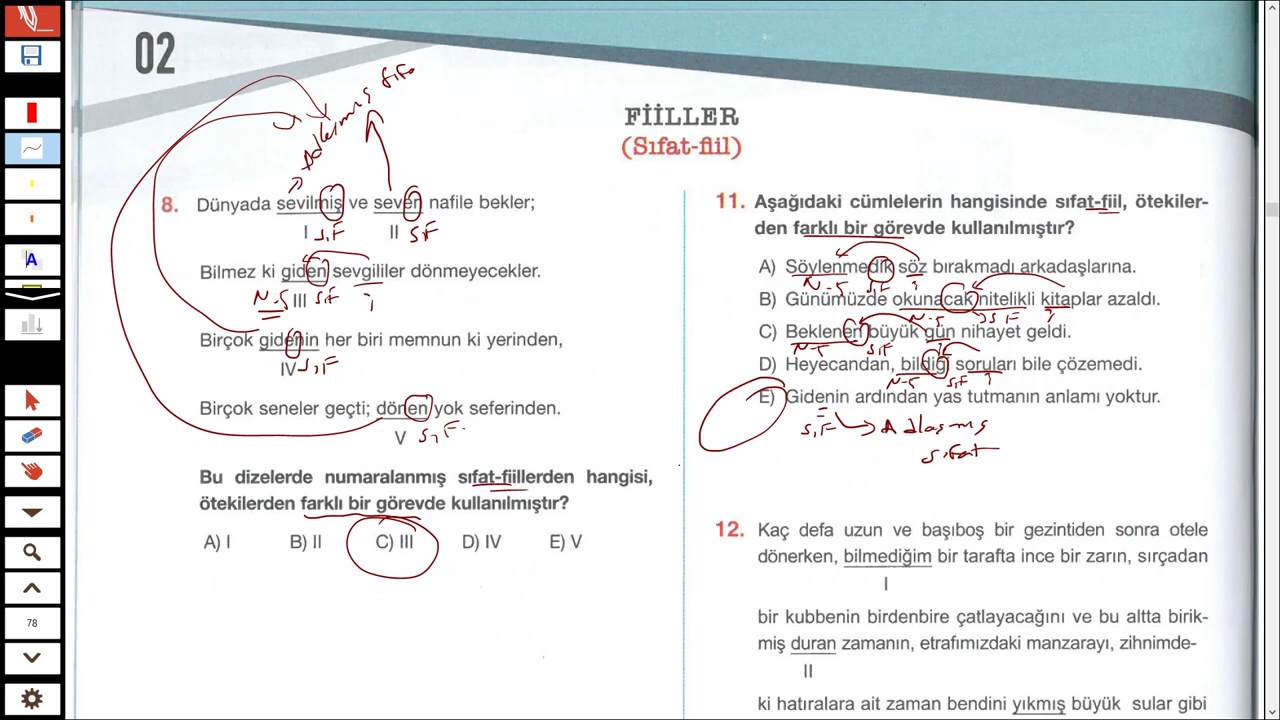 02
FİİLLER
(Sıfat-fiil)
8. Dünyada sevilmiş ve seven nafile bekler;
I S.F II S.F
Bilmez ki giden sevgililer dönmeyecekler.
N-S III S.F ?
Birçok gidenin her biri memnun ki yerinden,
IV S.F
Birçok seneler geçti; dönen yok seferinden.
V S.F.
Bu dizelerde numaralanmış sıfat-fiillerden hangisi,
ötekilerden farklı bir görevde kullanılmıştır?
A) I B) II C) III D) IV E) V
11. Aşağıdaki cümlelerin hangisinde sıfat-fiil, ötekiler-
den farklı bir görevde kullanılmıştır?
A) Söylenmedik söz bırakmadı arkadaşlarına.
N-S S.F ?
B) Günümüzde okunacak nitelikli kitaplar azaldı.
N-S S.F ?
C) Beklenen büyük gün nihayet geldi.
N-S S.F ?
D) Heyecandan, bildiği soruları bile çözemedi.
N-S S.F ?
E) Gidenin ardından yas tutmanın anlamı yoktur.
S.F Adlaşmış
sıfat
12. Kaç defa uzun ve başıboş bir gezintiden sonra otele
dönerken, bilmediğim bir tarafta ince bir zarın, sırçadan
I
bir kubbenin birdenbire çatlayacağını ve bu altta birik-
miş duran zamanın, etrafımızdaki manzarayı, zihnimde-
II
ki hatıralara ait zaman bendini yıkmış büyük sular gibi
A
78